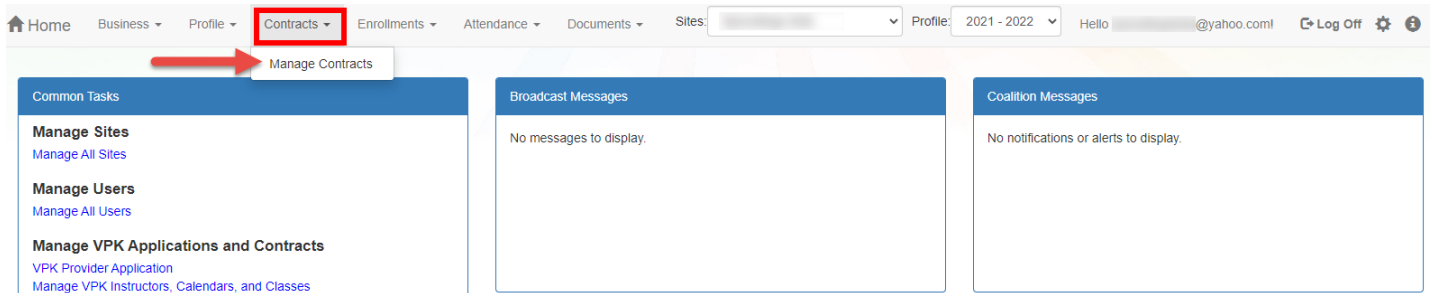 Home Business Profile Contracts Enrollments Attendance Documents Sites: Profile: 2021 - 2022 Hello @yahoo.com! Log Off
Manage Contracts
Common Tasks
Manage Sites
Manage All Sites
Manage Users
Manage All Users
Manage VPK Applications and Contracts
VPK Provider Application
Manage VPK Instructors, Calendars, and Classes
Broadcast Messages
No messages to display.
Coalition Messages
No notifications or alerts to display.